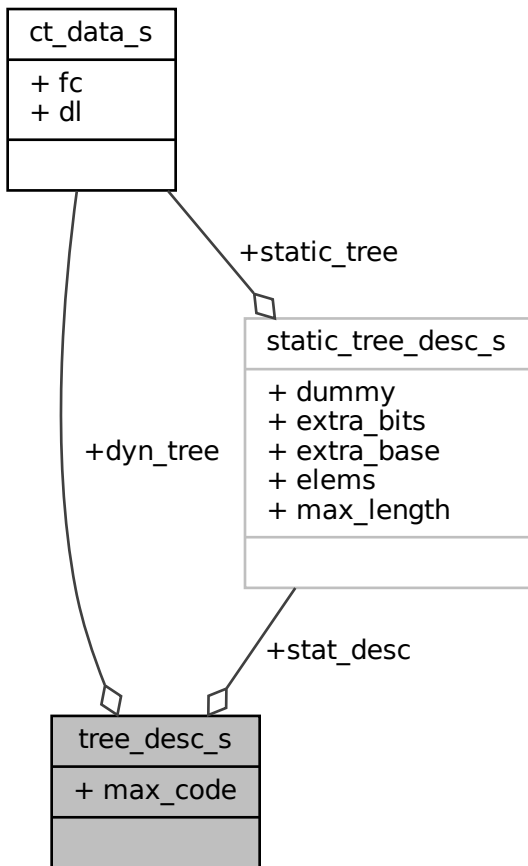 ct_data_s
+ fc
+ dl
+static_tree
static_tree_desc_s
+ dummy
+ extra_bits
+ extra_base
+ elems
+ max_length
+dyn_tree
+stat_desc
tree_desc_s
+ max_code